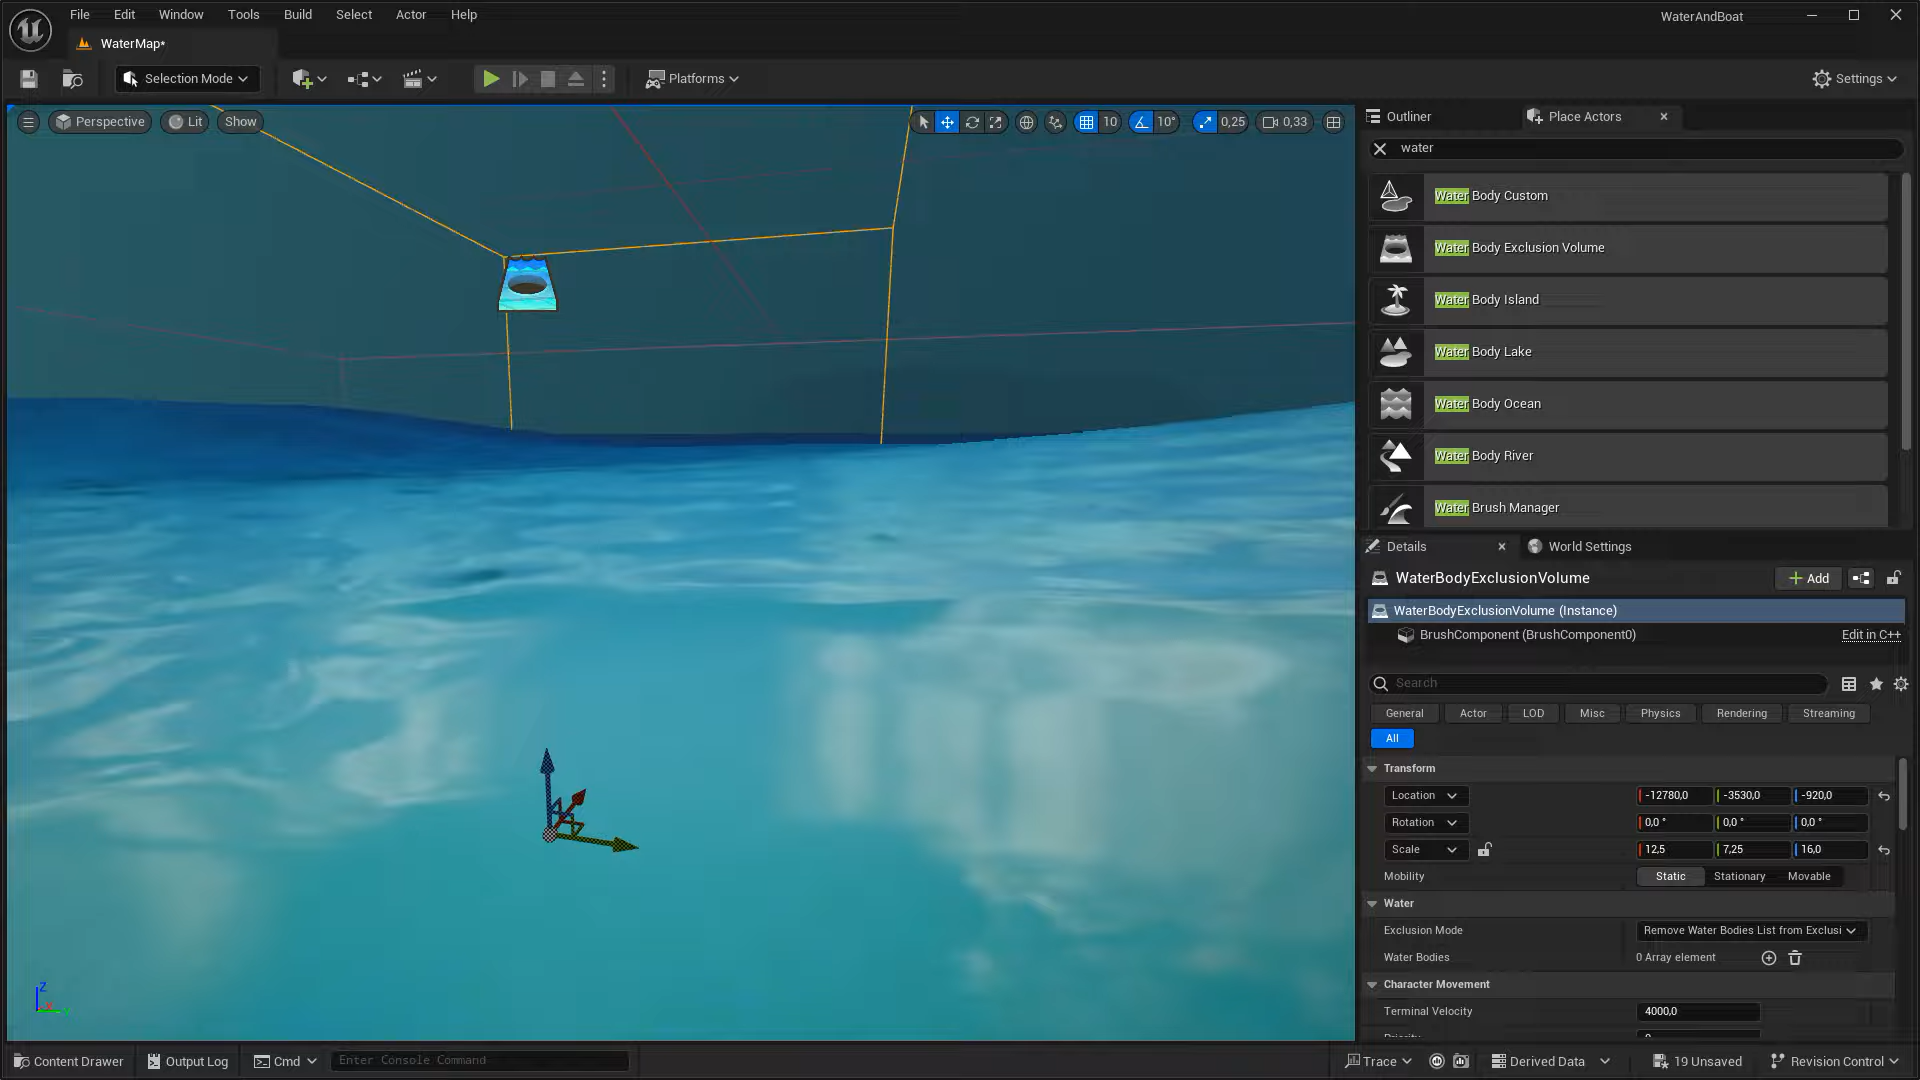 File Edit Window Tools Build Select Actor Help
WaterAndBoat
WaterMap*
Selection Mode
Platforms
Settings
Perspective Lit Show
10 10° 0,25 0,33
Outliner Place Actors
water
Water Body Custom
Water Body Exclusion Volume
Water Body Island
Water Body Lake
Water Body Ocean
Water Body River
Water Brush Manager
Details World Settings
WaterBodyExclusionVolume
Add
WaterBodyExclusionVolume (Instance)
BrushComponent (BrushComponent0) Edit in C++
Search
General Actor LOD Misc Physics Rendering Streaming
All
Transform
Location -12780,0 -3530,0 -920,0
Rotation 0,0 ° 0,0 ° 0,0 °
Scale 12,5 7,25 16,0
Mobility Static Stationary Movable
Water
Exclusion Mode Remove Water Bodies List from Exclusi
Water Bodies 0 Array element
Character Movement
Terminal Velocity 4000,0
Z
Content Drawer Output Log Cmd Enter Console Command
Trace Derived Data 19 Unsaved Revision Control